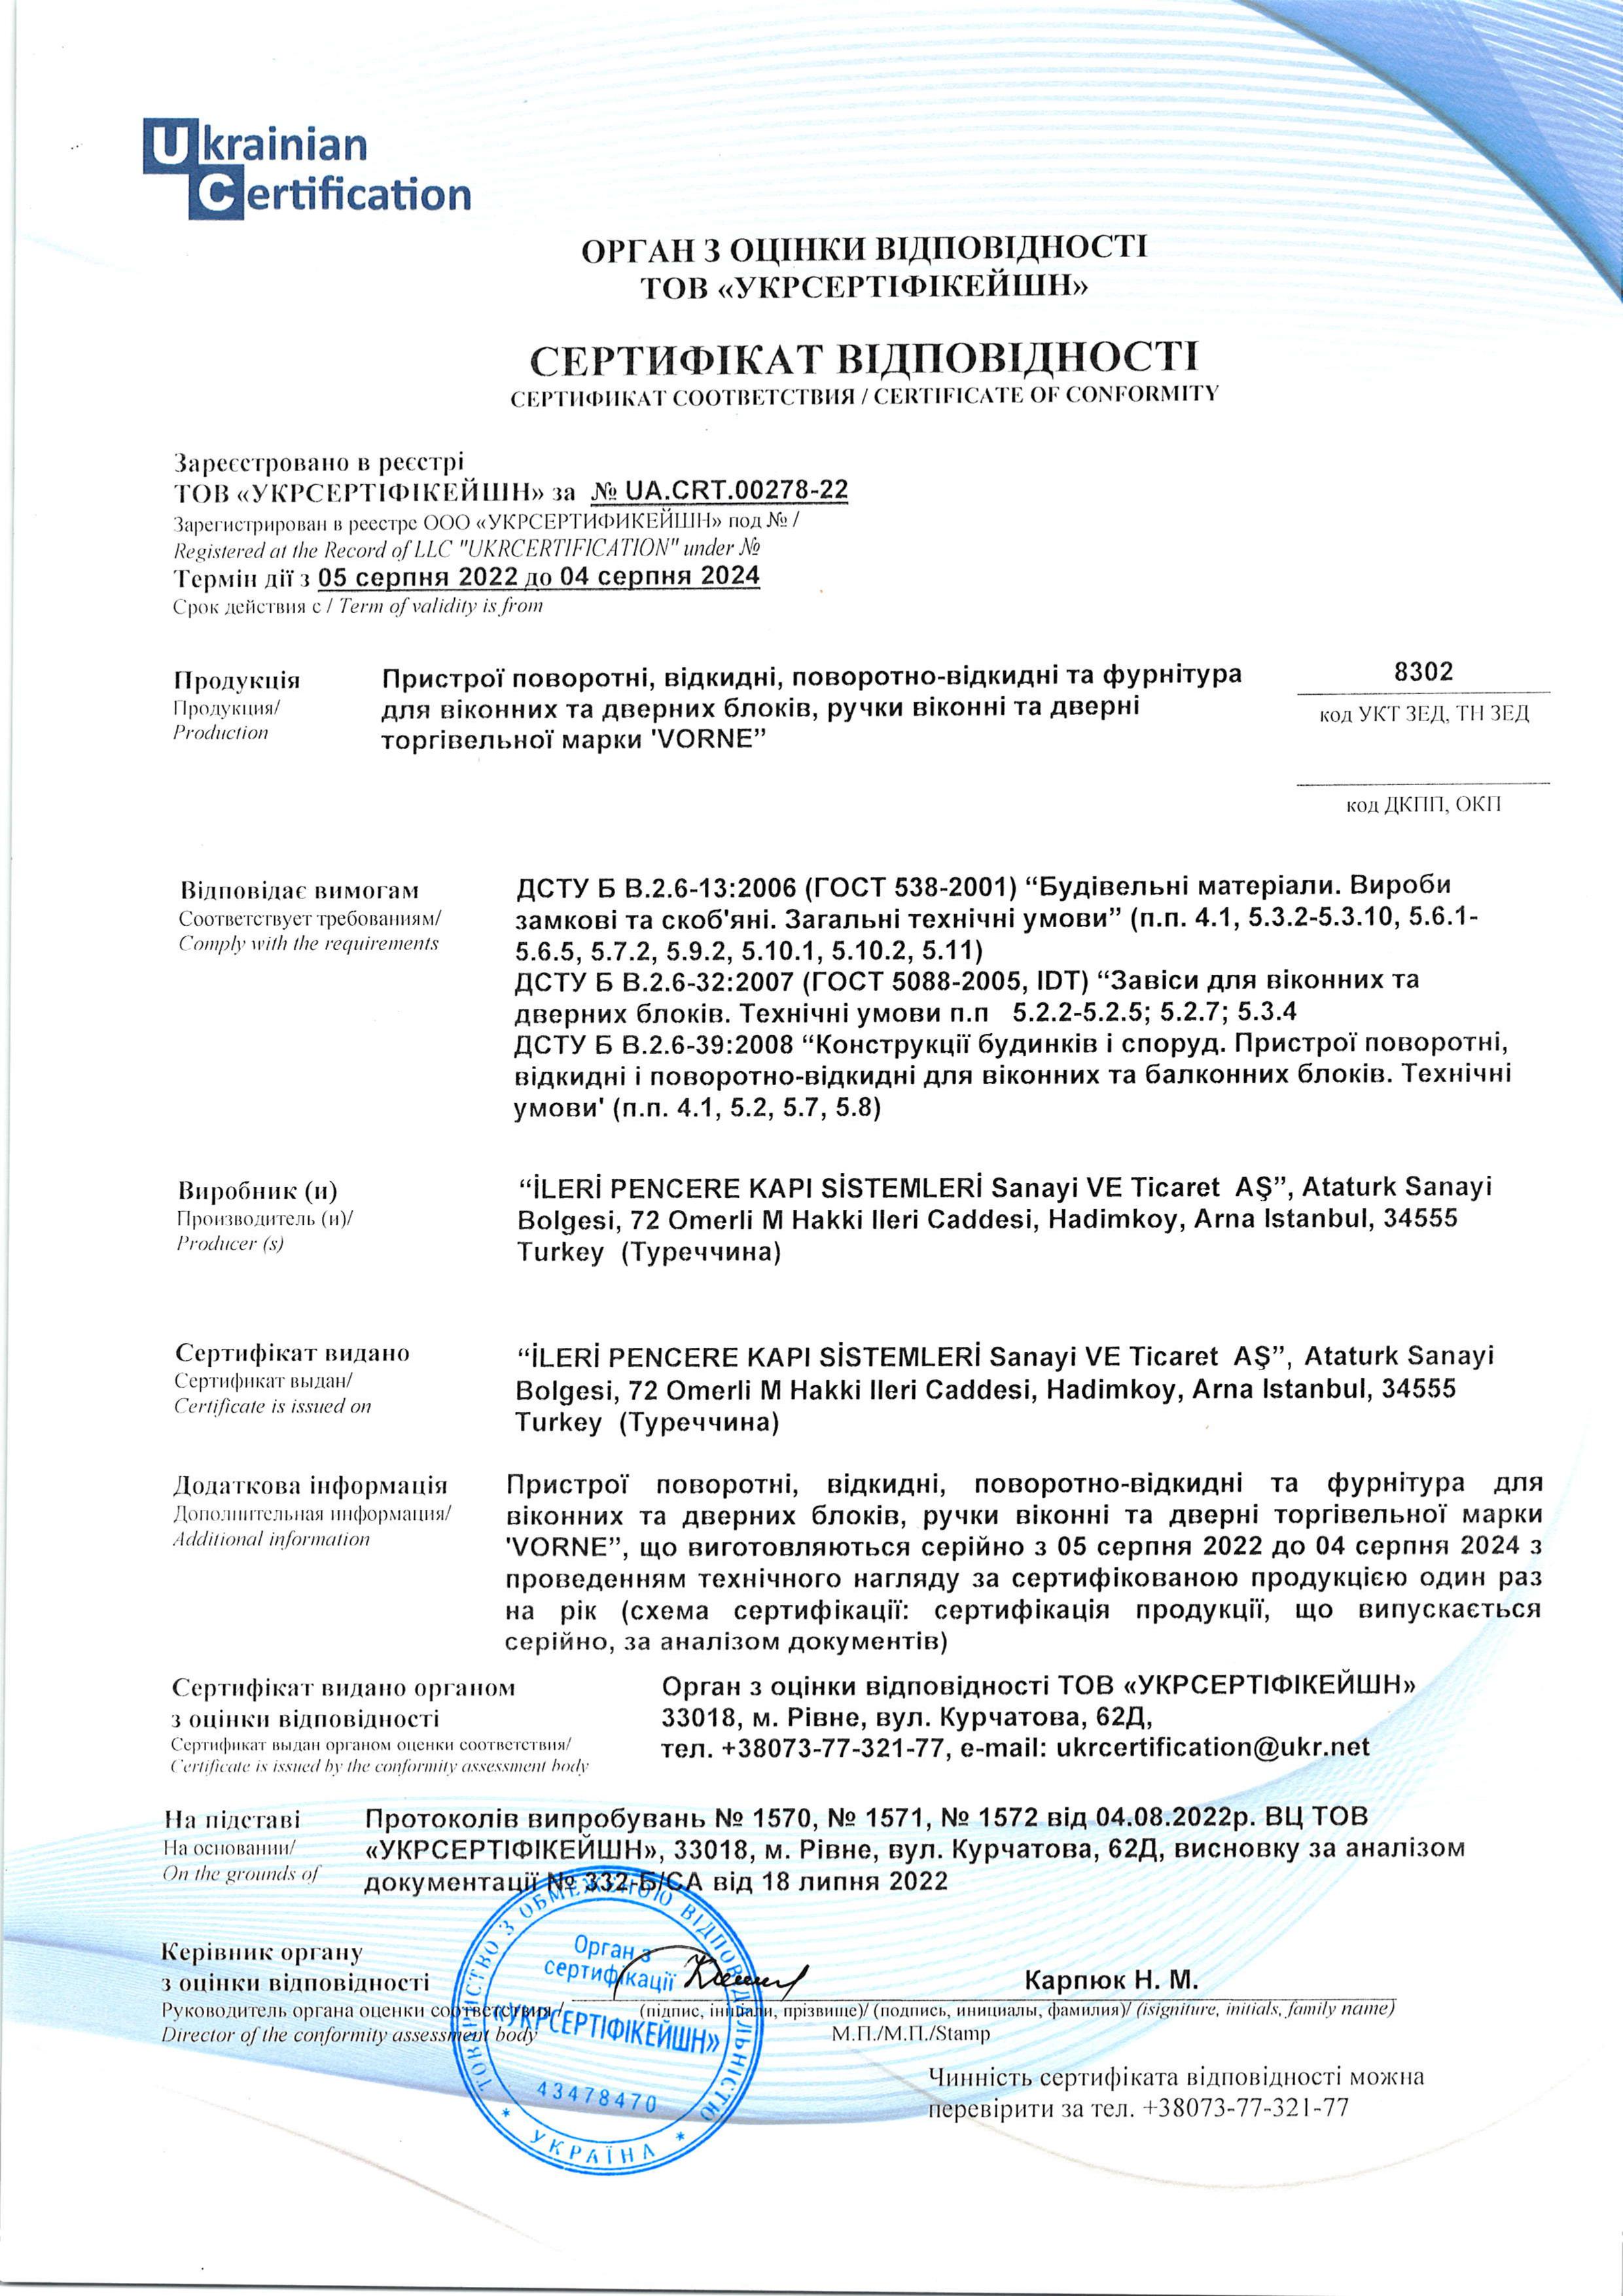 Ukrainian
Certification
ОРГАН З ОЦІНКИ ВІДПОВІДНОСТІ
ТОВ «УКРСЕРТІФІКЕЙШН»
СЕРТИФІКАТ ВІДПОВІДНОСТІ
СЕРТИФИКАТ СООТВЕТСТВИЯ / CERTIFICATE OF CONFORMITY
Зареєстровано в реєстрі
ТОВ «УКРСЕРТІФІКЕЙШН» за № UA.CRT.00278-22
Зарегистрирован в реестре ООО «УКРСЕРТИФИКЕЙШН» под № /
Registered at the Record of LLC "UKRCERTIFICATION" under №
Термін дії з 05 серпня 2022 до 04 серпня 2024
Срок действия с / Term of validity is from
Продукція
Продукция/
Production
Пристрої поворотні, відкидні, поворотно-відкидні та фурнітура
для віконних та дверних блоків, ручки віконні та дверні
торгівельної марки 'VORNE”
8302
код УКТ ЗЕД, ТН ЗЕД
код ДКПП, ОКП
Відповідає вимогам
Соответствует требованиям/
Comply with the requirements
ДСТУ Б В.2.6-13:2006 (ГОСТ 538-2001) “Будівельні матеріали. Вироби
замкові та скоб'яні. Загальні технічні умови” (п.п. 4.1, 5.3.2-5.3.10, 5.6.1-
5.6.5, 5.7.2, 5.9.2, 5.10.1, 5.10.2, 5.11)
ДСТУ Б В.2.6-32:2007 (ГОСТ 5088-2005, IDT) “Завіси для віконних та
дверних блоків. Технічні умови п.п 5.2.2-5.2.5; 5.2.7; 5.3.4
ДСТУ Б В.2.6-39:2008 “Конструкції будинків і споруд. Пристрої поворотні,
відкидні і поворотно-відкидні для віконних та балконних блоків. Технічні
умови' (п.п. 4.1, 5.2, 5.7, 5.8)
Виробник (и)
Производитель (и)/
Producer (s)
“İLERİ PENCERE KAPI SİSTEMLERİ Sanayi VE Ticaret AŞ”, Ataturk Sanayi
Bolgesi, 72 Omerli M Hakki Ileri Caddesi, Hadimkoy, Arna Istanbul, 34555
Turkey (Туреччина)
Сертифікат видано
Сертификат выдан/
Certificate is issued on
“İLERİ PENCERE KAPI SİSTEMLERİ Sanayi VE Ticaret AŞ”, Ataturk Sanayi
Bolgesi, 72 Omerli M Hakki Ileri Caddesi, Hadimkoy, Arna Istanbul, 34555
Turkey (Туреччина)
Додаткова інформація
Дополнительная информация/
Additional information
Пристрої поворотні, відкидні, поворотно-відкидні та фурнітура для
віконних та дверних блоків, ручки віконні та дверні торгівельної марки
'VORNE”, що виготовляються серійно з 05 серпня 2022 до 04 серпня 2024 з
проведенням технічного нагляду за сертифікованою продукцією один раз
на рік (схема сертифікації: сертифікація продукції, що випускається
серійно, за аналізом документів)
Сертифікат видано органом
з оцінки відповідності
Сертификат выдан органом оценки соответствия/
Certificate is issued by the conformity assessment body
Орган з оцінки відповідності ТОВ «УКРСЕРТІФІКЕЙШН»
33018, м. Рівне, вул. Курчатова, 62Д,
тел. +38073-77-321-77, e-mail: ukrcertification@ukr.net
На підставі
На основании/
On the grounds of
Протоколів випробувань № 1570, № 1571, № 1572 від 04.08.2022р. ВЦ ТОВ
«УКРСЕРТІФІКЕЙШН», 33018, м. Рівне, вул. Курчатова, 62Д, висновку за аналізом
документації № 332-Б/СА від 18 липня 2022
Керівник органу
з оцінки відповідності
Руководитель органа оценки соответствия /
Director of the conformity assessment body
Карпюк Н. М.
(підпис, ініціали, прізвище)/ (подпись, инициалы, фамилия)/ (isigniture, initials, family name)
М.П./М.П./Stamp
ТОВАРИСТВО З ОБМЕЖЕНОЮ ВІДПОВІДАЛЬНІСТЮ
Орган з
сертифікації
«УКРСЕРТІФІКЕЙШН»
43478470
* УКРАЇНА *
Чинність сертифіката відповідності можна
перевірити за тел. +38073-77-321-77